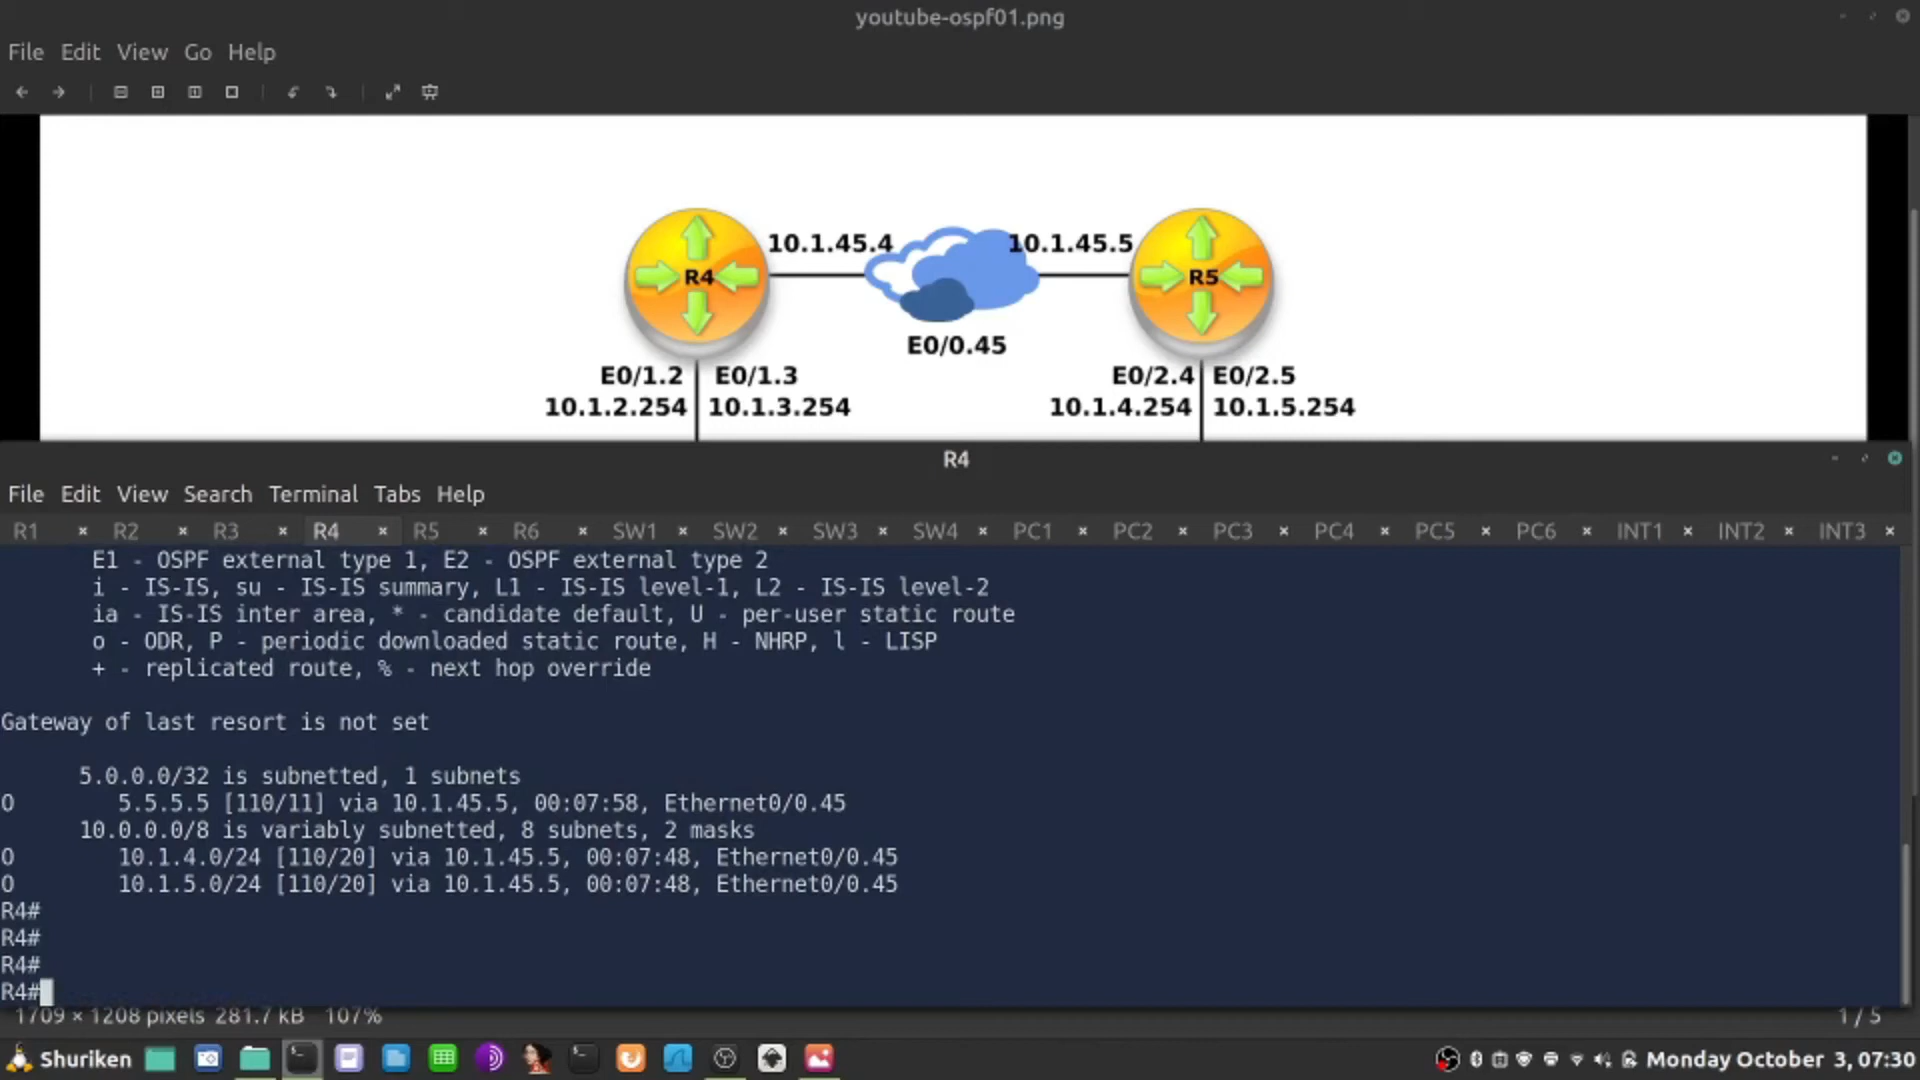 youtube-ospf01.png
File Edit View Go Help
10.1.45.4 10.1.45.5
R4 R5
E0/0.45
E0/1.2 E0/1.3 E0/2.4 E0/2.5
10.1.2.254 10.1.3.254 10.1.4.254 10.1.5.254
R4
File Edit View Search Terminal Tabs Help
R1 × R2 × R3 × R4 × R5 × R6 × SW1 × SW2 × SW3 × SW4 × PC1 × PC2 × PC3 × PC4 × PC5 × PC6 × INT1 × INT2 × INT3 ×
E1 - OSPF external type 1, E2 - OSPF external type 2
i - IS-IS, su - IS-IS summary, L1 - IS-IS level-1, L2 - IS-IS level-2
ia - IS-IS inter area, * - candidate default, U - per-user static route
o - ODR, P - periodic downloaded static route, H - NHRP, l - LISP
+ - replicated route, % - next hop override
Gateway of last resort is not set
5.0.0.0/32 is subnetted, 1 subnets
O 5.5.5.5 [110/11] via 10.1.45.5, 00:07:58, Ethernet0/0.45
10.0.0.0/8 is variably subnetted, 8 subnets, 2 masks
O 10.1.4.0/24 [110/20] via 10.1.45.5, 00:07:48, Ethernet0/0.45
O 10.1.5.0/24 [110/20] via 10.1.45.5, 00:07:48, Ethernet0/0.45
R4#
R4#
R4#
R4#
1709 × 1208 pixels 281.7 kB 107% 1 / 5
Shuriken Monday October 3, 07:30